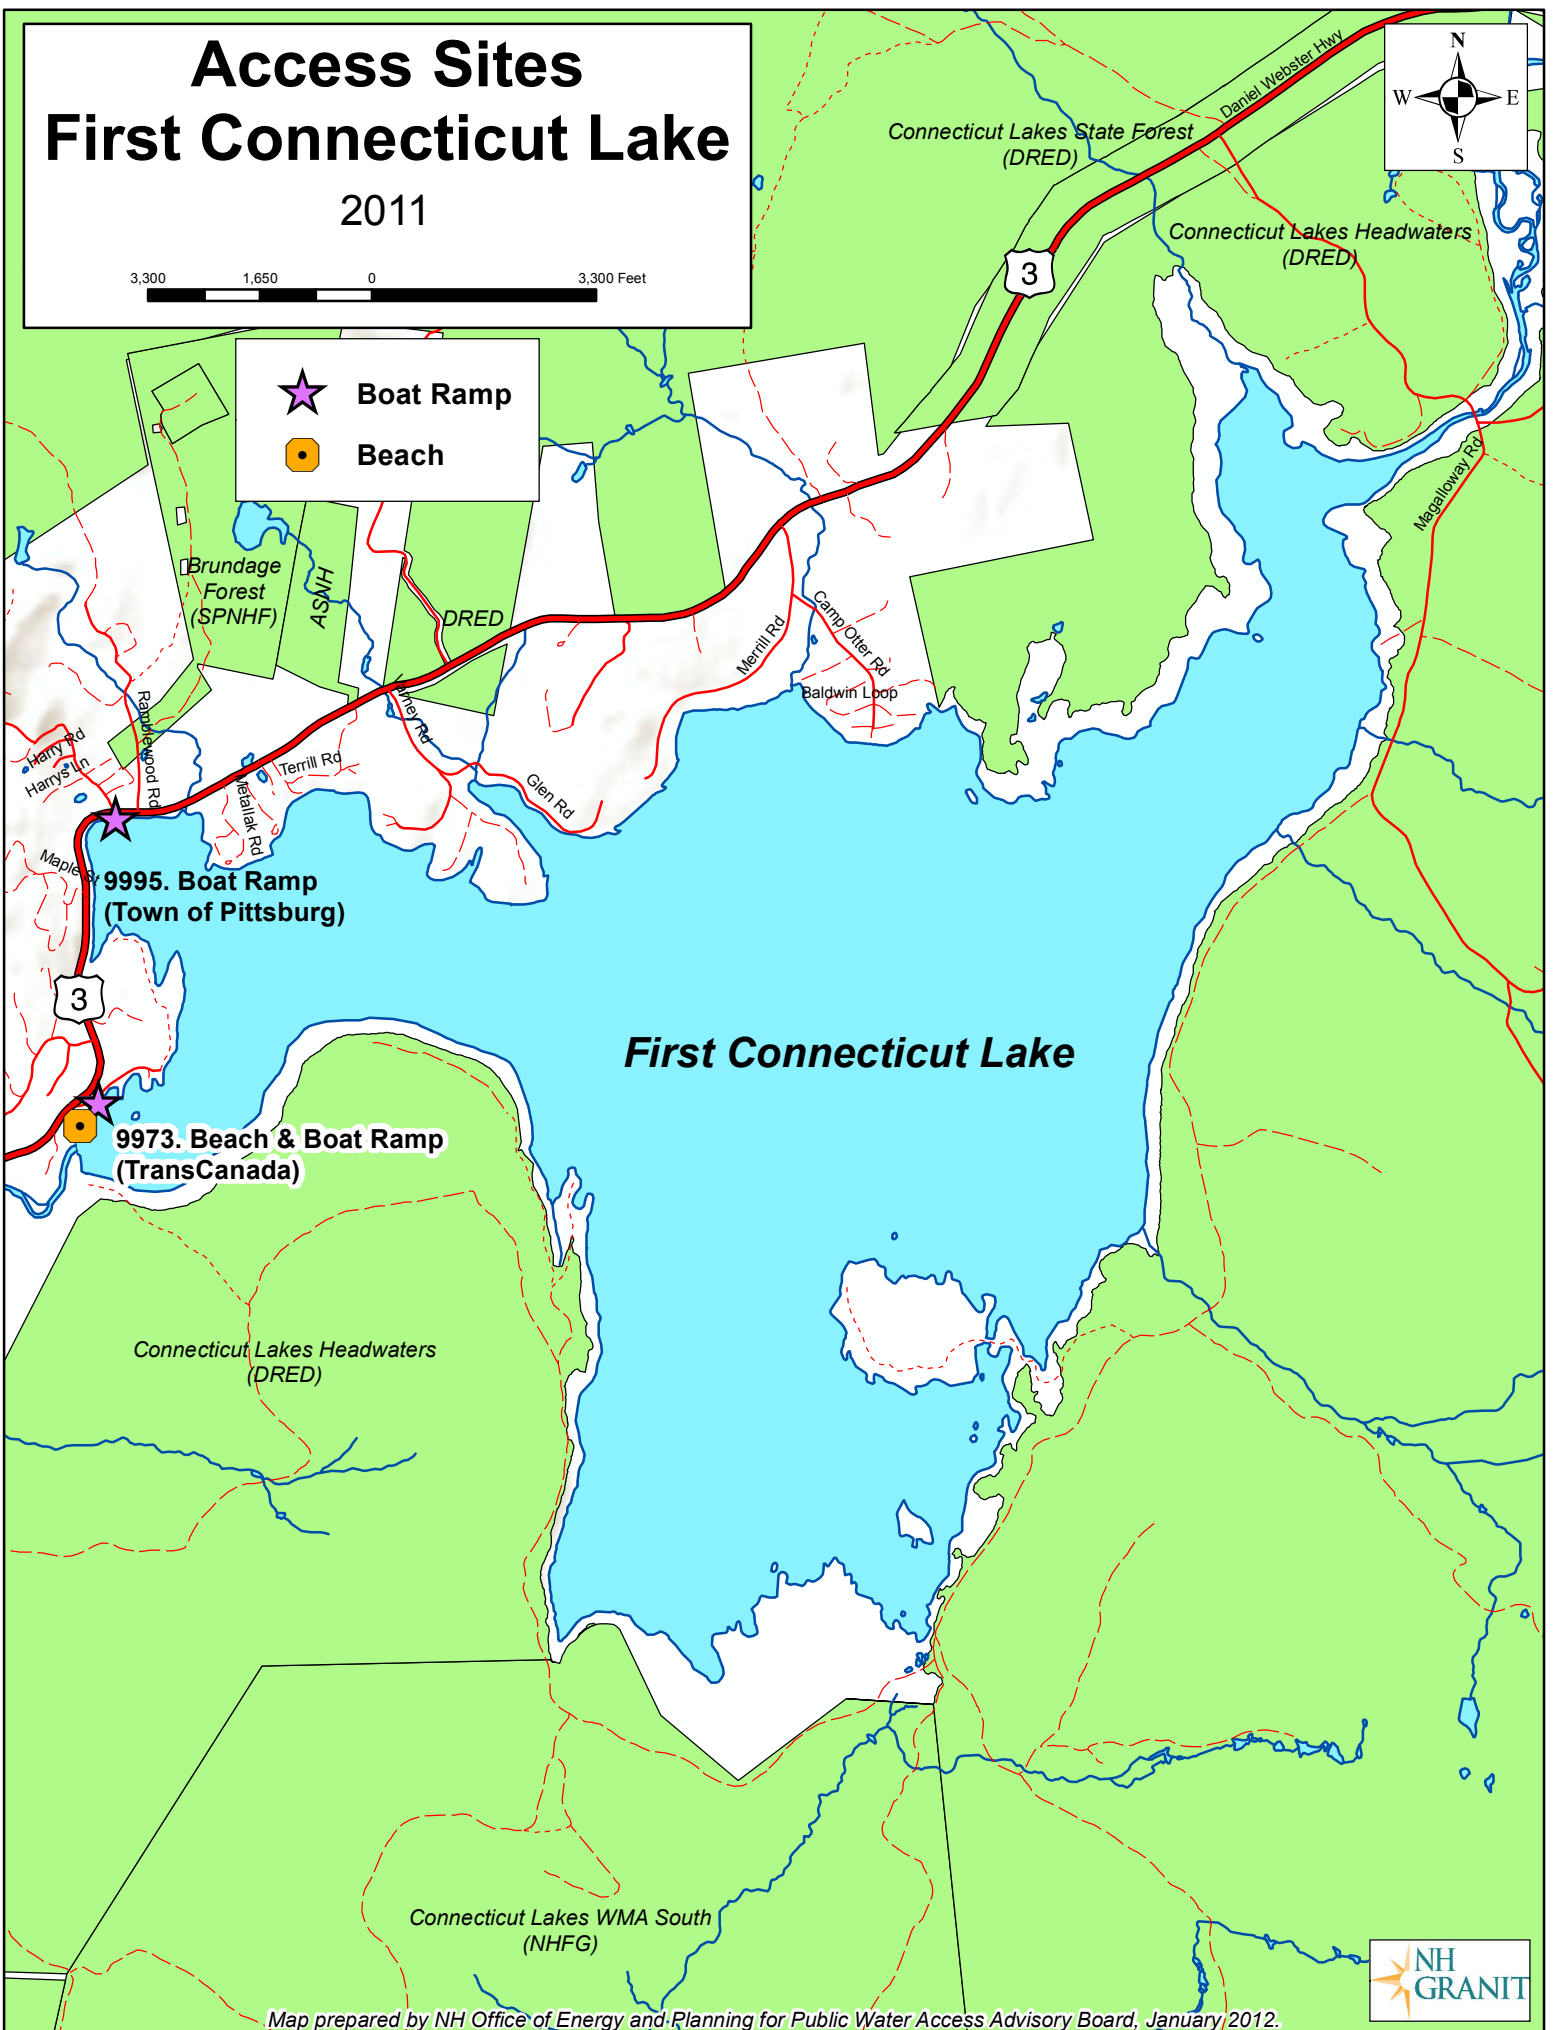 Access Sites
First Connecticut Lake
2011
3,300 1,650 0 3,300 Feet
N
W E
S
Boat Ramp
Beach
Daniel Webster Hwy
Connecticut Lakes State Forest
(DRED)
Connecticut Lakes Headwaters
(DRED)
3
Magalloway Rd
Brundage
Forest
(SPNHF)
ASNH
DRED
Merrill Rd
Camp Otter Rd
Baldwin Loop
Ramblewood Rd
Varney Rd
Harry Rd
Harrys Ln
Terrill Rd
Metallak Rd
Glen Rd
Maple St
9995. Boat Ramp
(Town of Pittsburg)
3
First Connecticut Lake
9973. Beach & Boat Ramp
(TransCanada)
Connecticut Lakes Headwaters
(DRED)
Connecticut Lakes WMA South
(NHFG)
NH
GRANIT
Map prepared by NH Office of Energy and Planning for Public Water Access Advisory Board, January 2012.